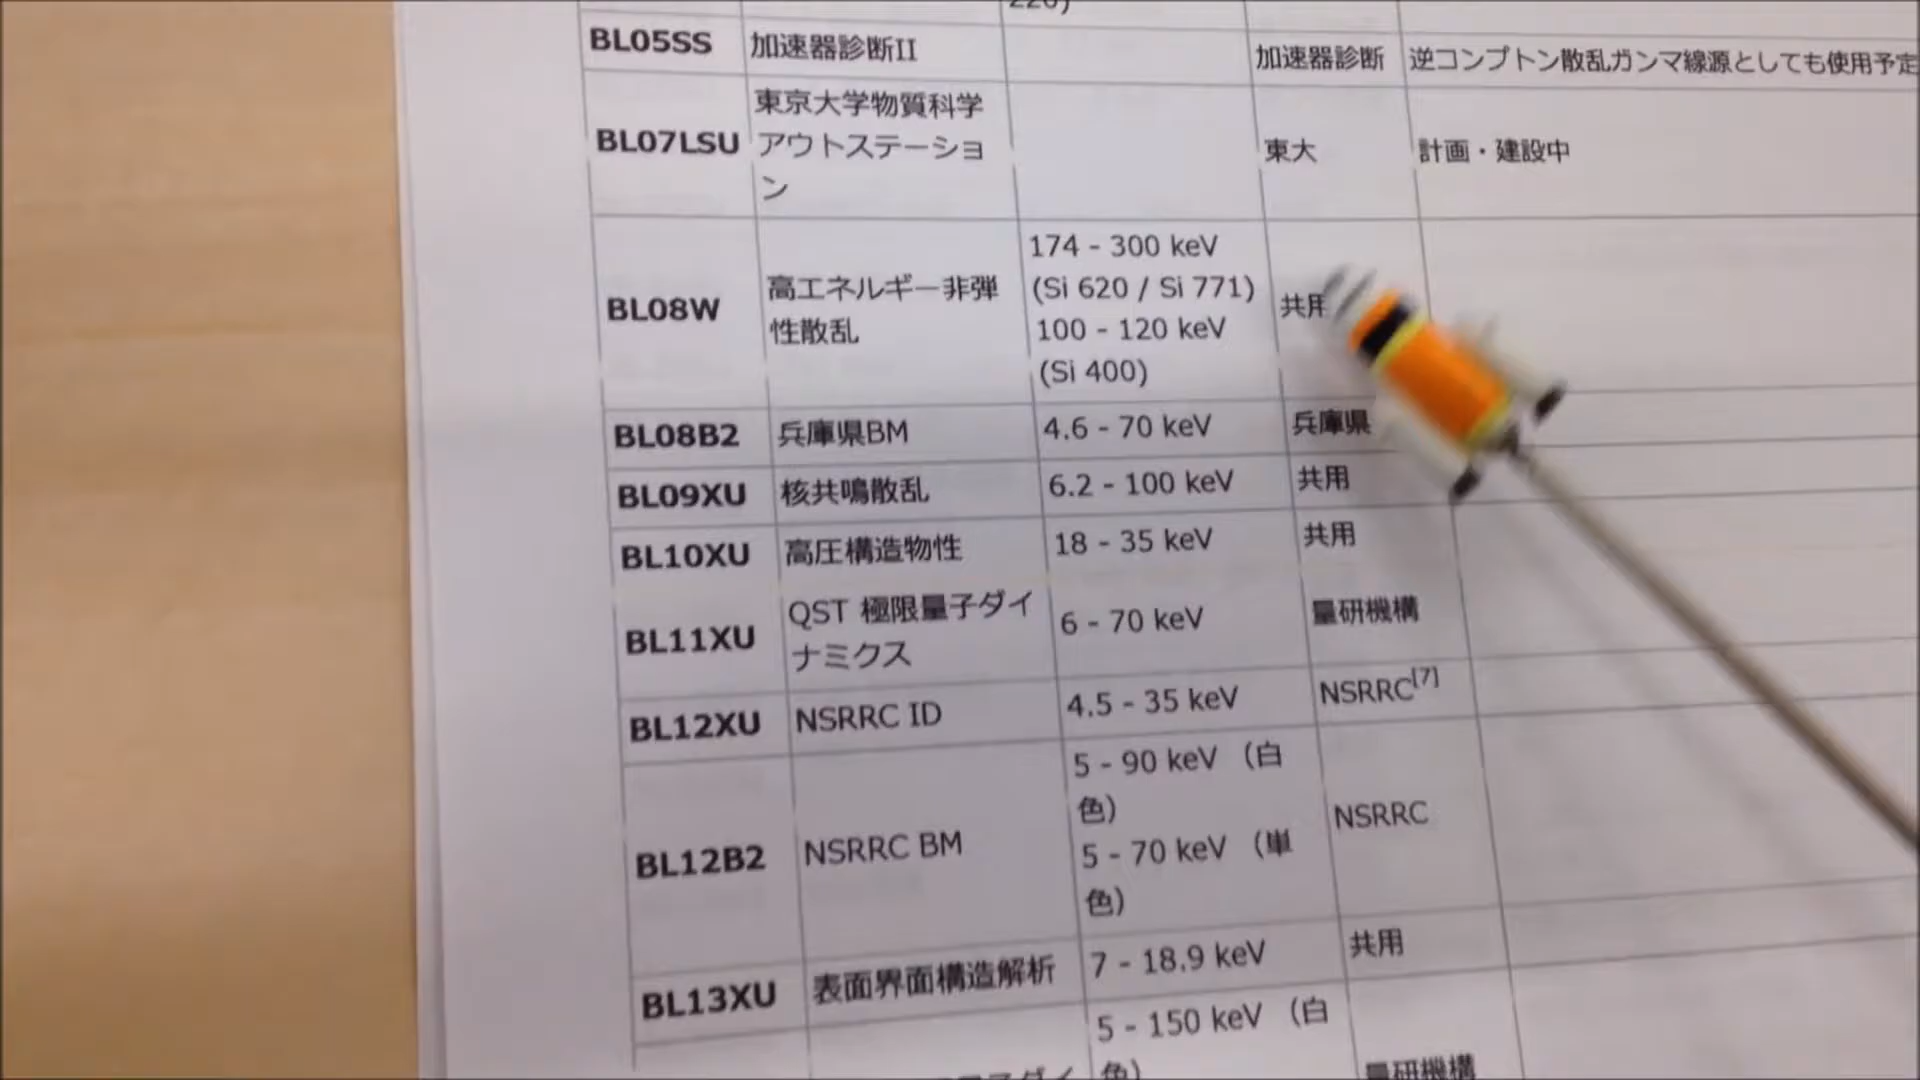 BL05SS 加速器診断II 加速器診断 逆コンプトン散乱ガンマ線源としても使用予定
東京大学物質科学
BL07LSU アウトステーショ 東大 計画・建設中
ン
174 - 300 keV
BL08W 高エネルギー非弾 (Si 620 / Si 771) 共用
性散乱 100 - 120 keV
(Si 400)
BL08B2 兵庫県BM 4.6 - 70 keV 兵庫県
BL09XU 核共鳴散乱 6.2 - 100 keV 共用
BL10XU 高圧構造物性 18 - 35 keV 共用
QST 極限量子ダイ
BL11XU ナミクス 6 - 70 keV 量研機構
BL12XU NSRRC ID 4.5 - 35 keV NSRRC[7]
5 - 90 keV （白
色）
BL12B2 NSRRC BM 5 - 70 keV （単 NSRRC
色）
BL13XU 表面界面構造解析 7 - 18.9 keV 共用
5 - 150 keV （白
色） 量研機構